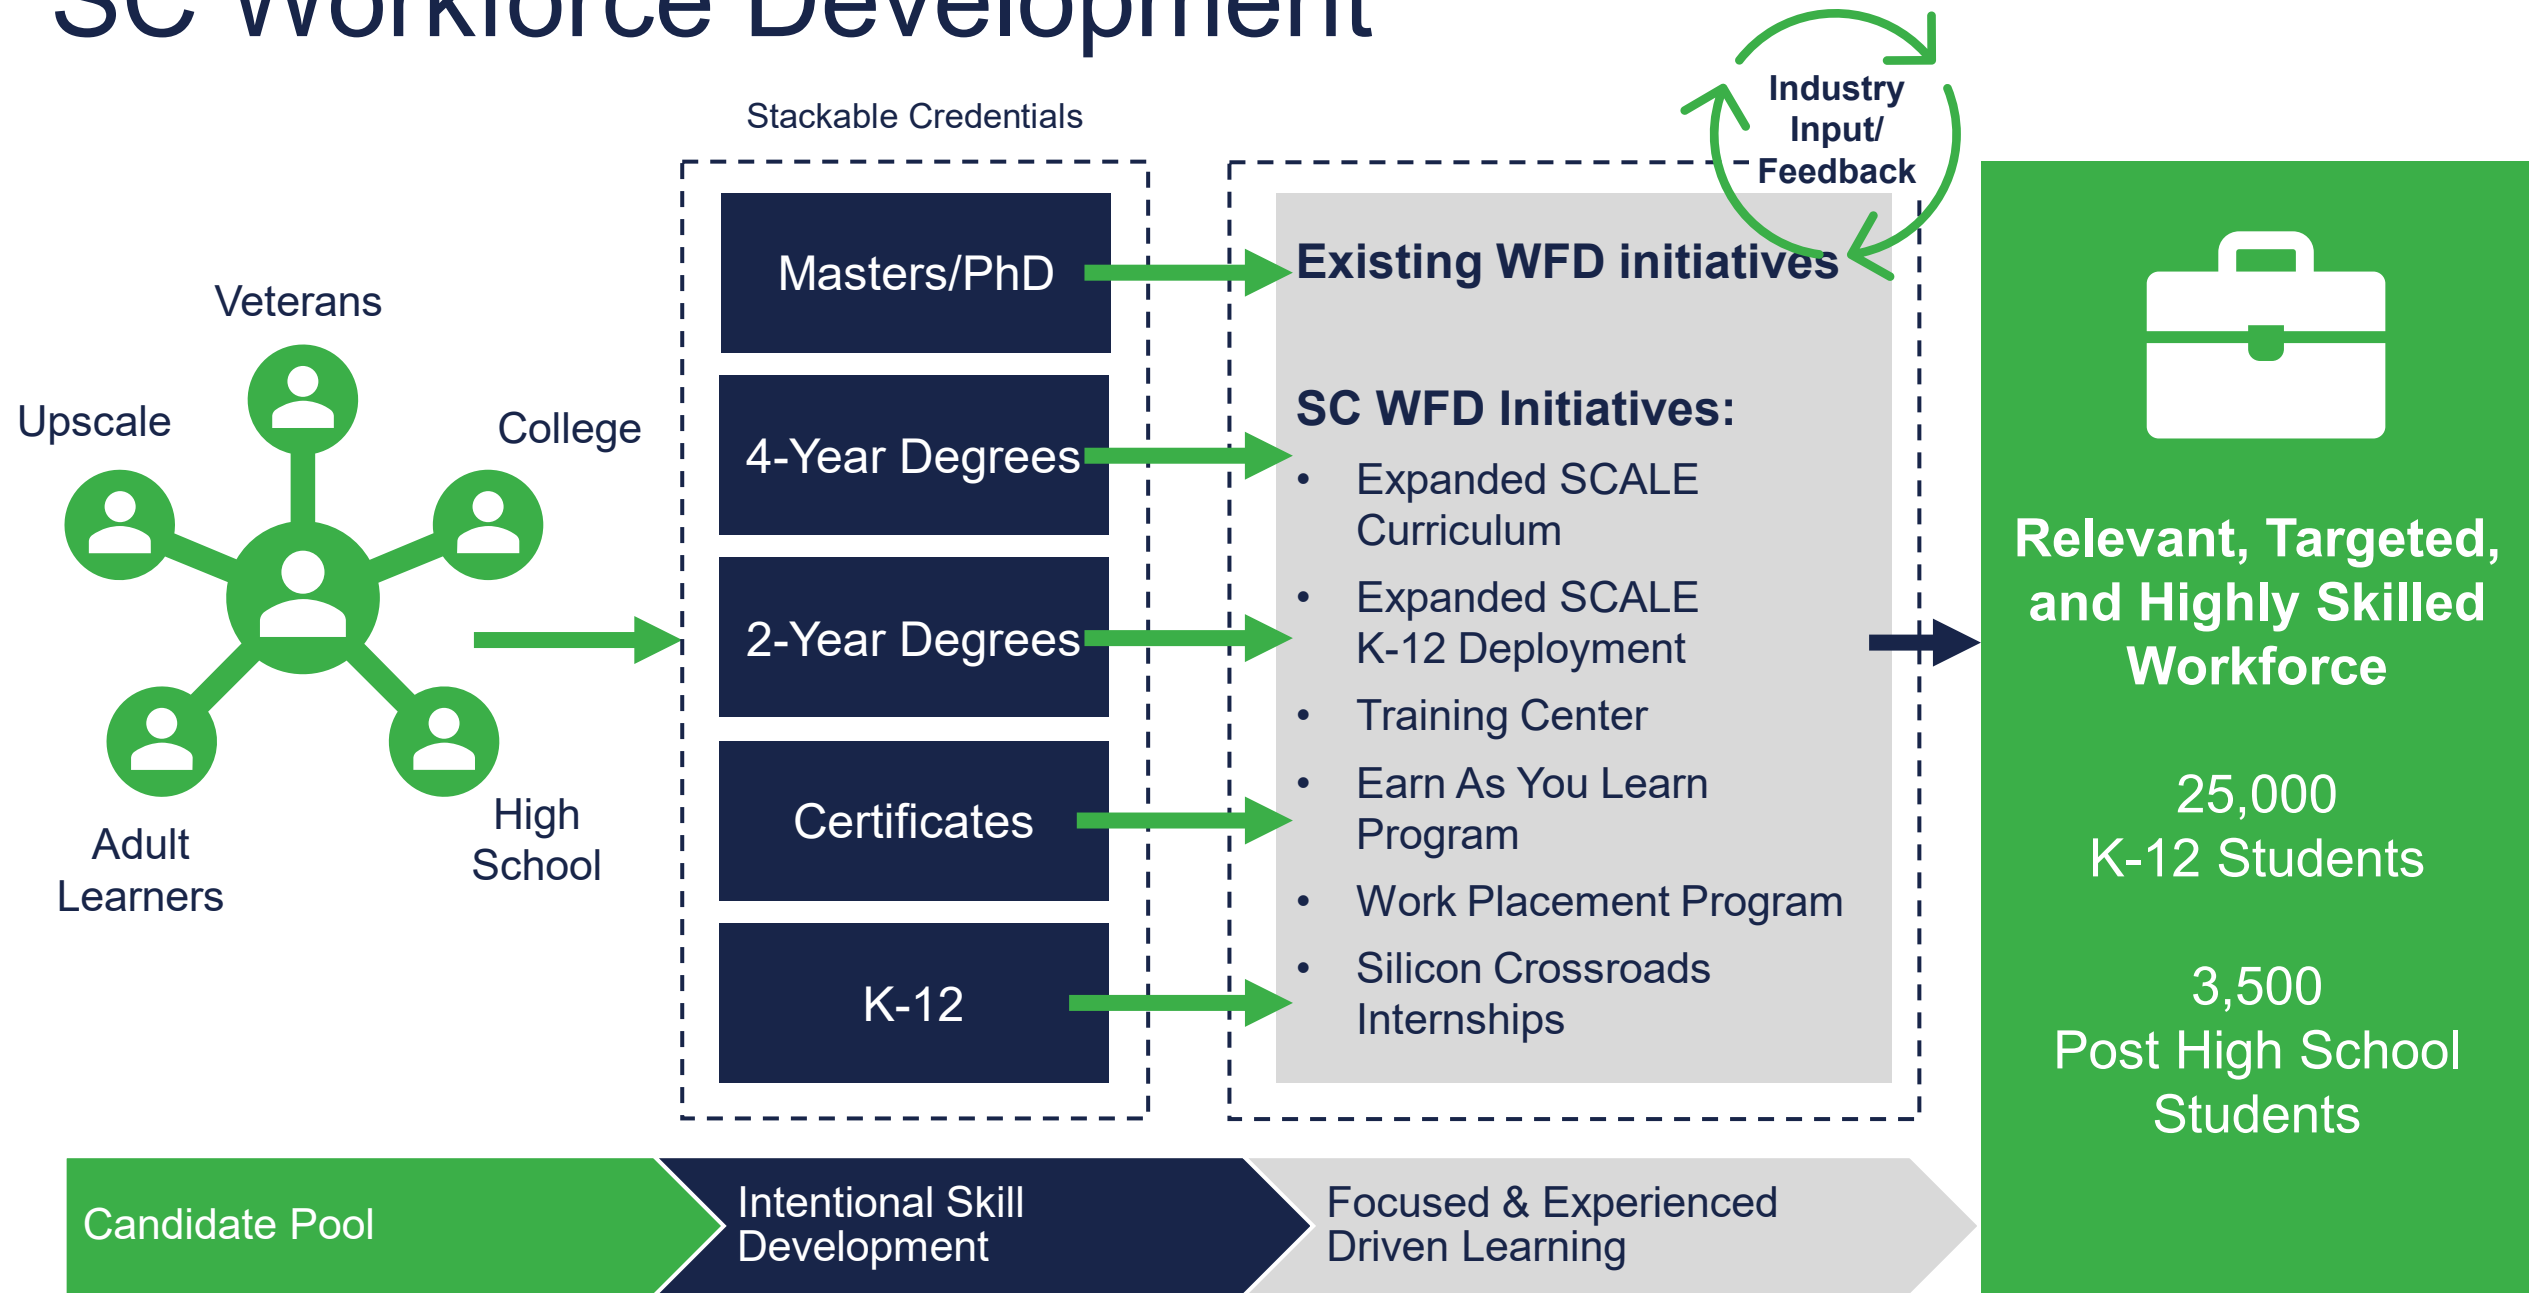 SC Workforce Development
Stackable Credentials
Industry
Input/
Feedback
Veterans
Upscale
College
Adult
Learners
High
School
Masters/PhD
4-Year Degrees
2-Year Degrees
Certificates
K-12
Existing WFD initiatives
SC WFD Initiatives:
• Expanded SCALE
Curriculum
• Expanded SCALE
K-12 Deployment
• Training Center
• Earn As You Learn
Program
• Work Placement Program
• Silicon Crossroads
Internships
Relevant, Targeted,
and Highly Skilled
Workforce
25,000
K-12 Students
3,500
Post High School
Students
Candidate Pool
Intentional Skill
Development
Focused & Experienced
Driven Learning